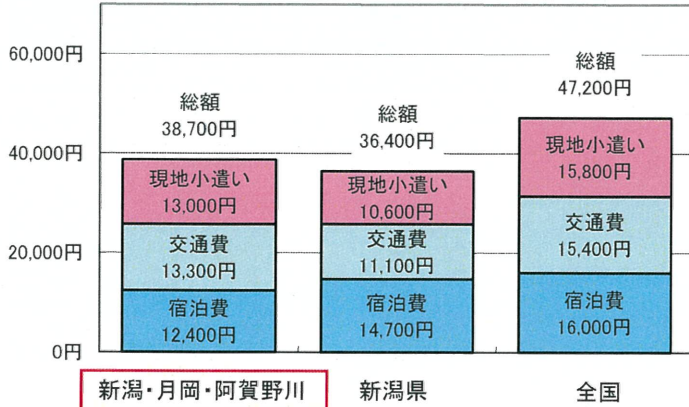 60,000円
40,000円
20,000円
0円
総額
38,700円
現地小遣い
13,000円
交通費
13,300円
宿泊費
12,400円
新潟・月岡・阿賀野川
総額
36,400円
現地小遣い
10,600円
交通費
11,100円
宿泊費
14,700円
新潟県
総額
47,200円
現地小遣い
15,800円
交通費
15,400円
宿泊費
16,000円
全国